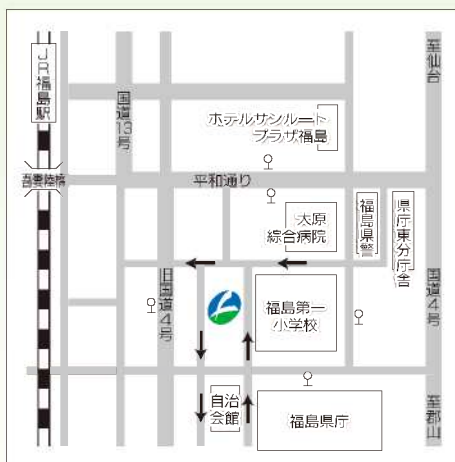 JR福島駅
至仙台
国道13号
ホテルサンルート
プラザ福島
吾妻陸橋
平和通り
大原
綜合病院
福島県警
県庁東分庁舎
旧国道4号
福島第一
小学校
国道4号
自治
会館
福島県庁
至郡山